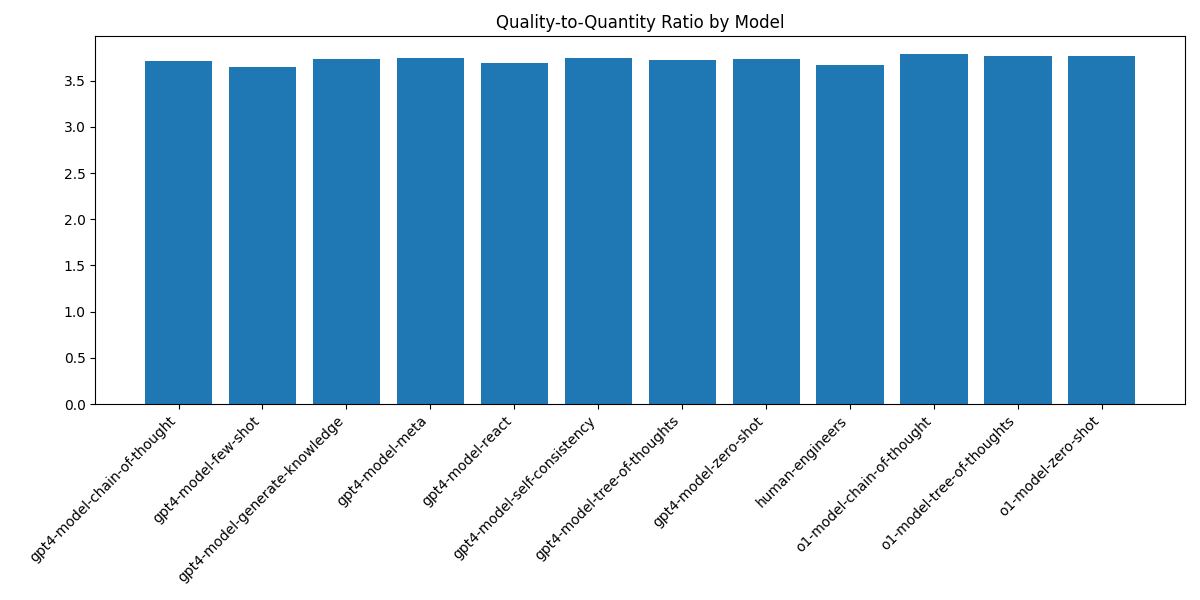 Quality-to-Quantity Ratio by Model
3.5
3.0
2.5
2.0
1.5
1.0
0.5
0.0
gpt4-model-chain-of-thought
gpt4-model-few-shot
gpt4-model-generate-knowledge
gpt4-model-meta
gpt4-model-react
gpt4-model-self-consistency
gpt4-model-tree-of-thoughts
gpt4-model-zero-shot
human-engineers
o1-model-chain-of-thought
o1-model-tree-of-thoughts
o1-model-zero-shot